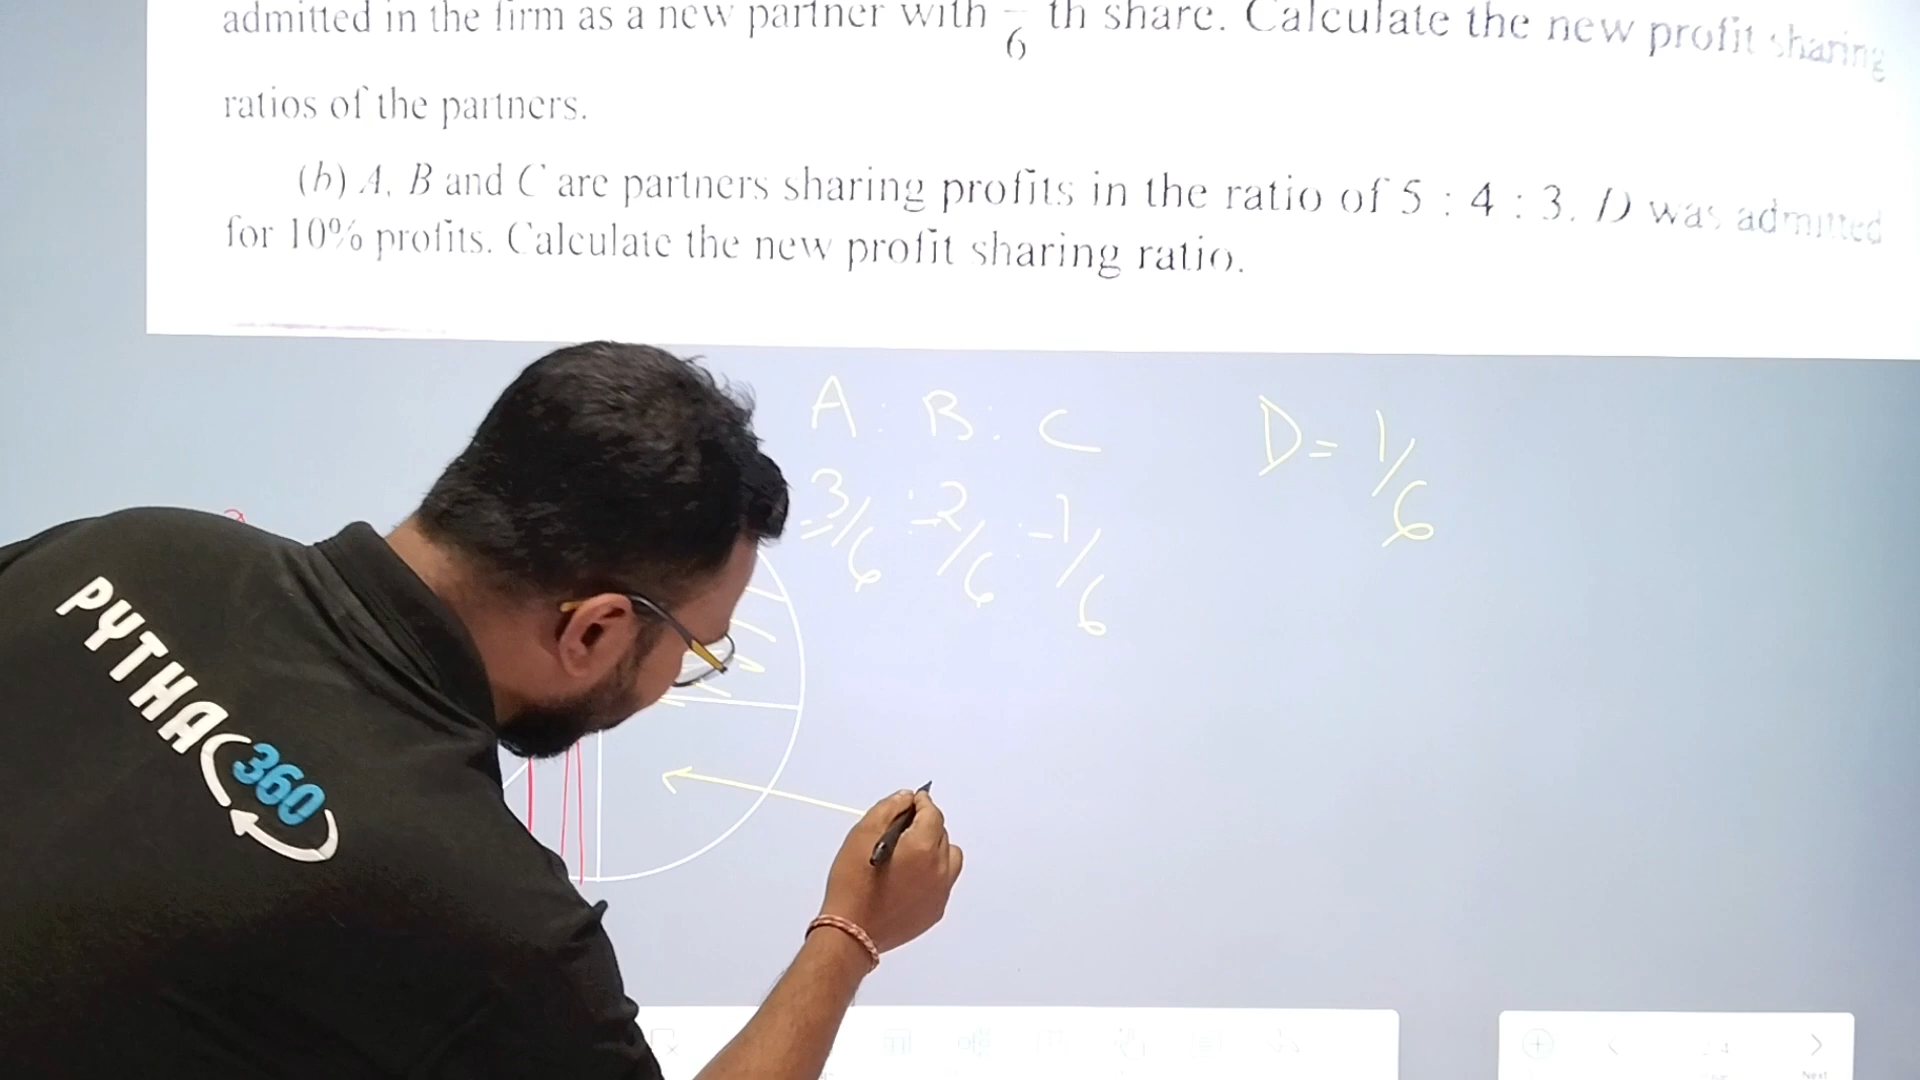 admitted in the firm as a new partner with /6 th share. Calculate the new profit sharing
ratios of the partners.
(b) A, B and C are partners sharing profits in the ratio of 5 : 4 : 3. D was admitted
for 10% profits. Calculate the new profit sharing ratio.
A : B : C
D = 1/6
3/6 : 2/6 : 1/6
PYTHA
360
Next